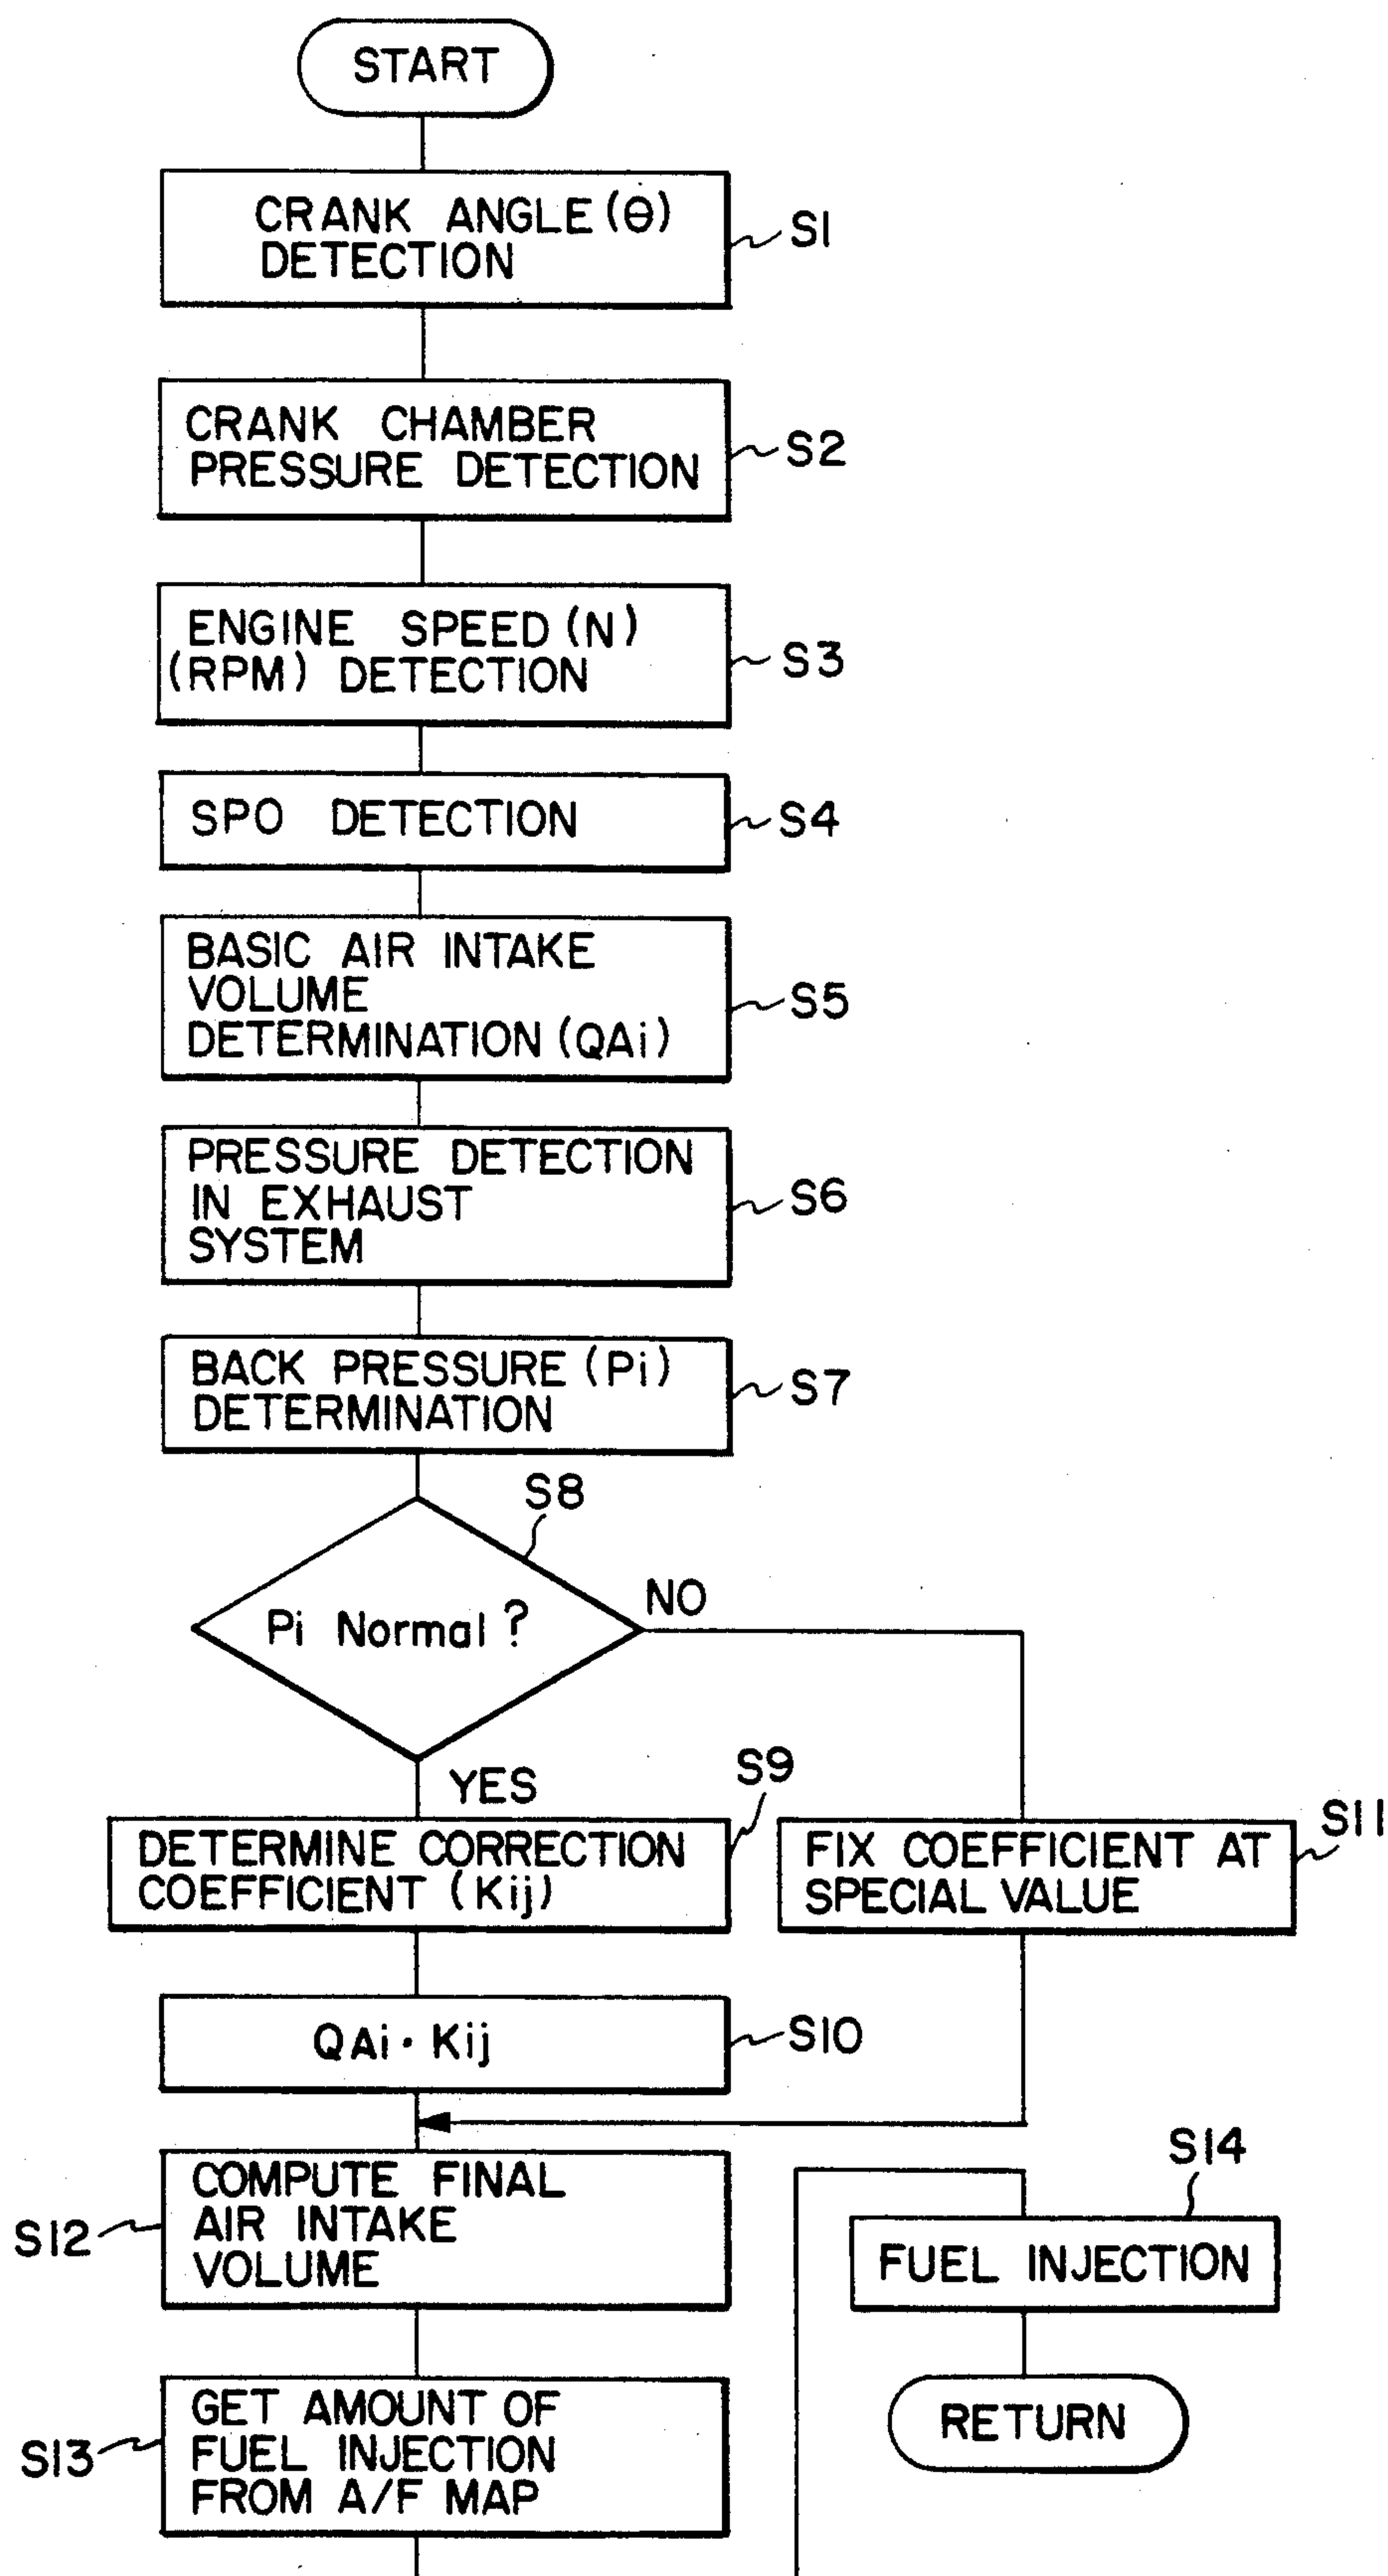 START
CRANK ANGLE (θ)
DETECTION
S1
CRANK CHAMBER
PRESSURE DETECTION
S2
ENGINE SPEED (N)
(RPM) DETECTION
S3
SPO DETECTION
S4
BASIC AIR INTAKE
VOLUME
DETERMINATION (QAi)
S5
PRESSURE DETECTION
IN EXHAUST
SYSTEM
S6
BACK PRESSURE (Pi)
DETERMINATION
S7
S8
Pi Normal?
NO
YES
S9
DETERMINE CORRECTION
COEFFICIENT (Kij)
S11
FIX COEFFICIENT AT
SPECIAL VALUE
QAi · Kij
S10
S12
COMPUTE FINAL
AIR INTAKE
VOLUME
S13
GET AMOUNT OF
FUEL INJECTION
FROM A/F MAP
S14
FUEL INJECTION
RETURN